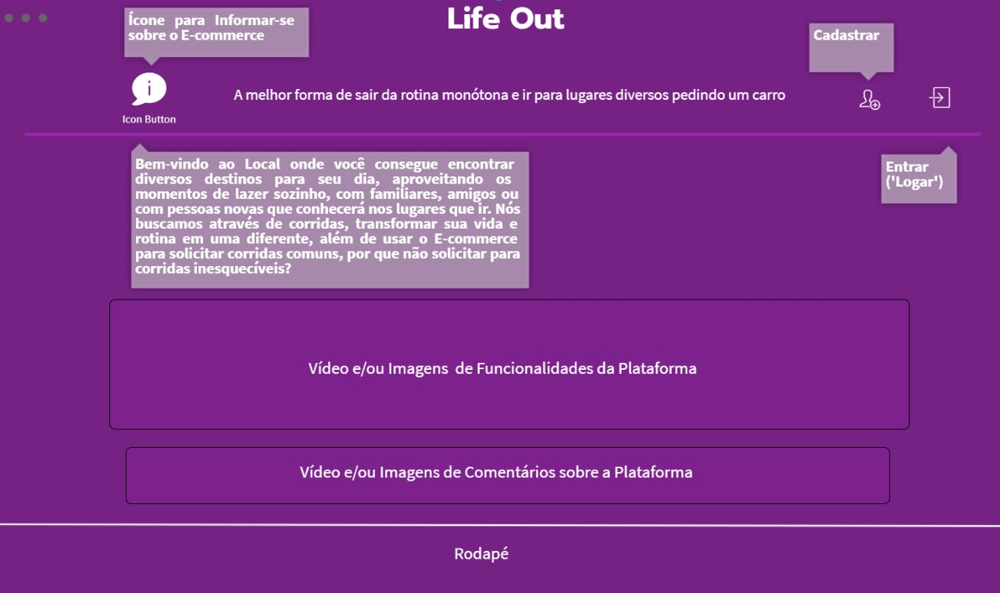 Life Out
Ícone para Informar-se
sobre o E-commerce
Cadastrar
i
A melhor forma de sair da rotina monótona e ir para lugares diversos pedindo um carro
Icon Button
Bem-vindo ao Local onde você consegue encontrar
diversos destinos para seu dia, aproveitando os
momentos de lazer sozinho, com familiares, amigos ou
com pessoas novas que conhecerá nos lugares que ir. Nós
buscamos através de corridas, transformar sua vida e
rotina em uma diferente, além de usar o E-commerce
para solicitar corridas comuns, por que não solicitar para
corridas inesquecíveis?
Entrar
('Logar')
Vídeo e/ou Imagens de Funcionalidades da Plataforma
Vídeo e/ou Imagens de Comentários sobre a Plataforma
Rodapé